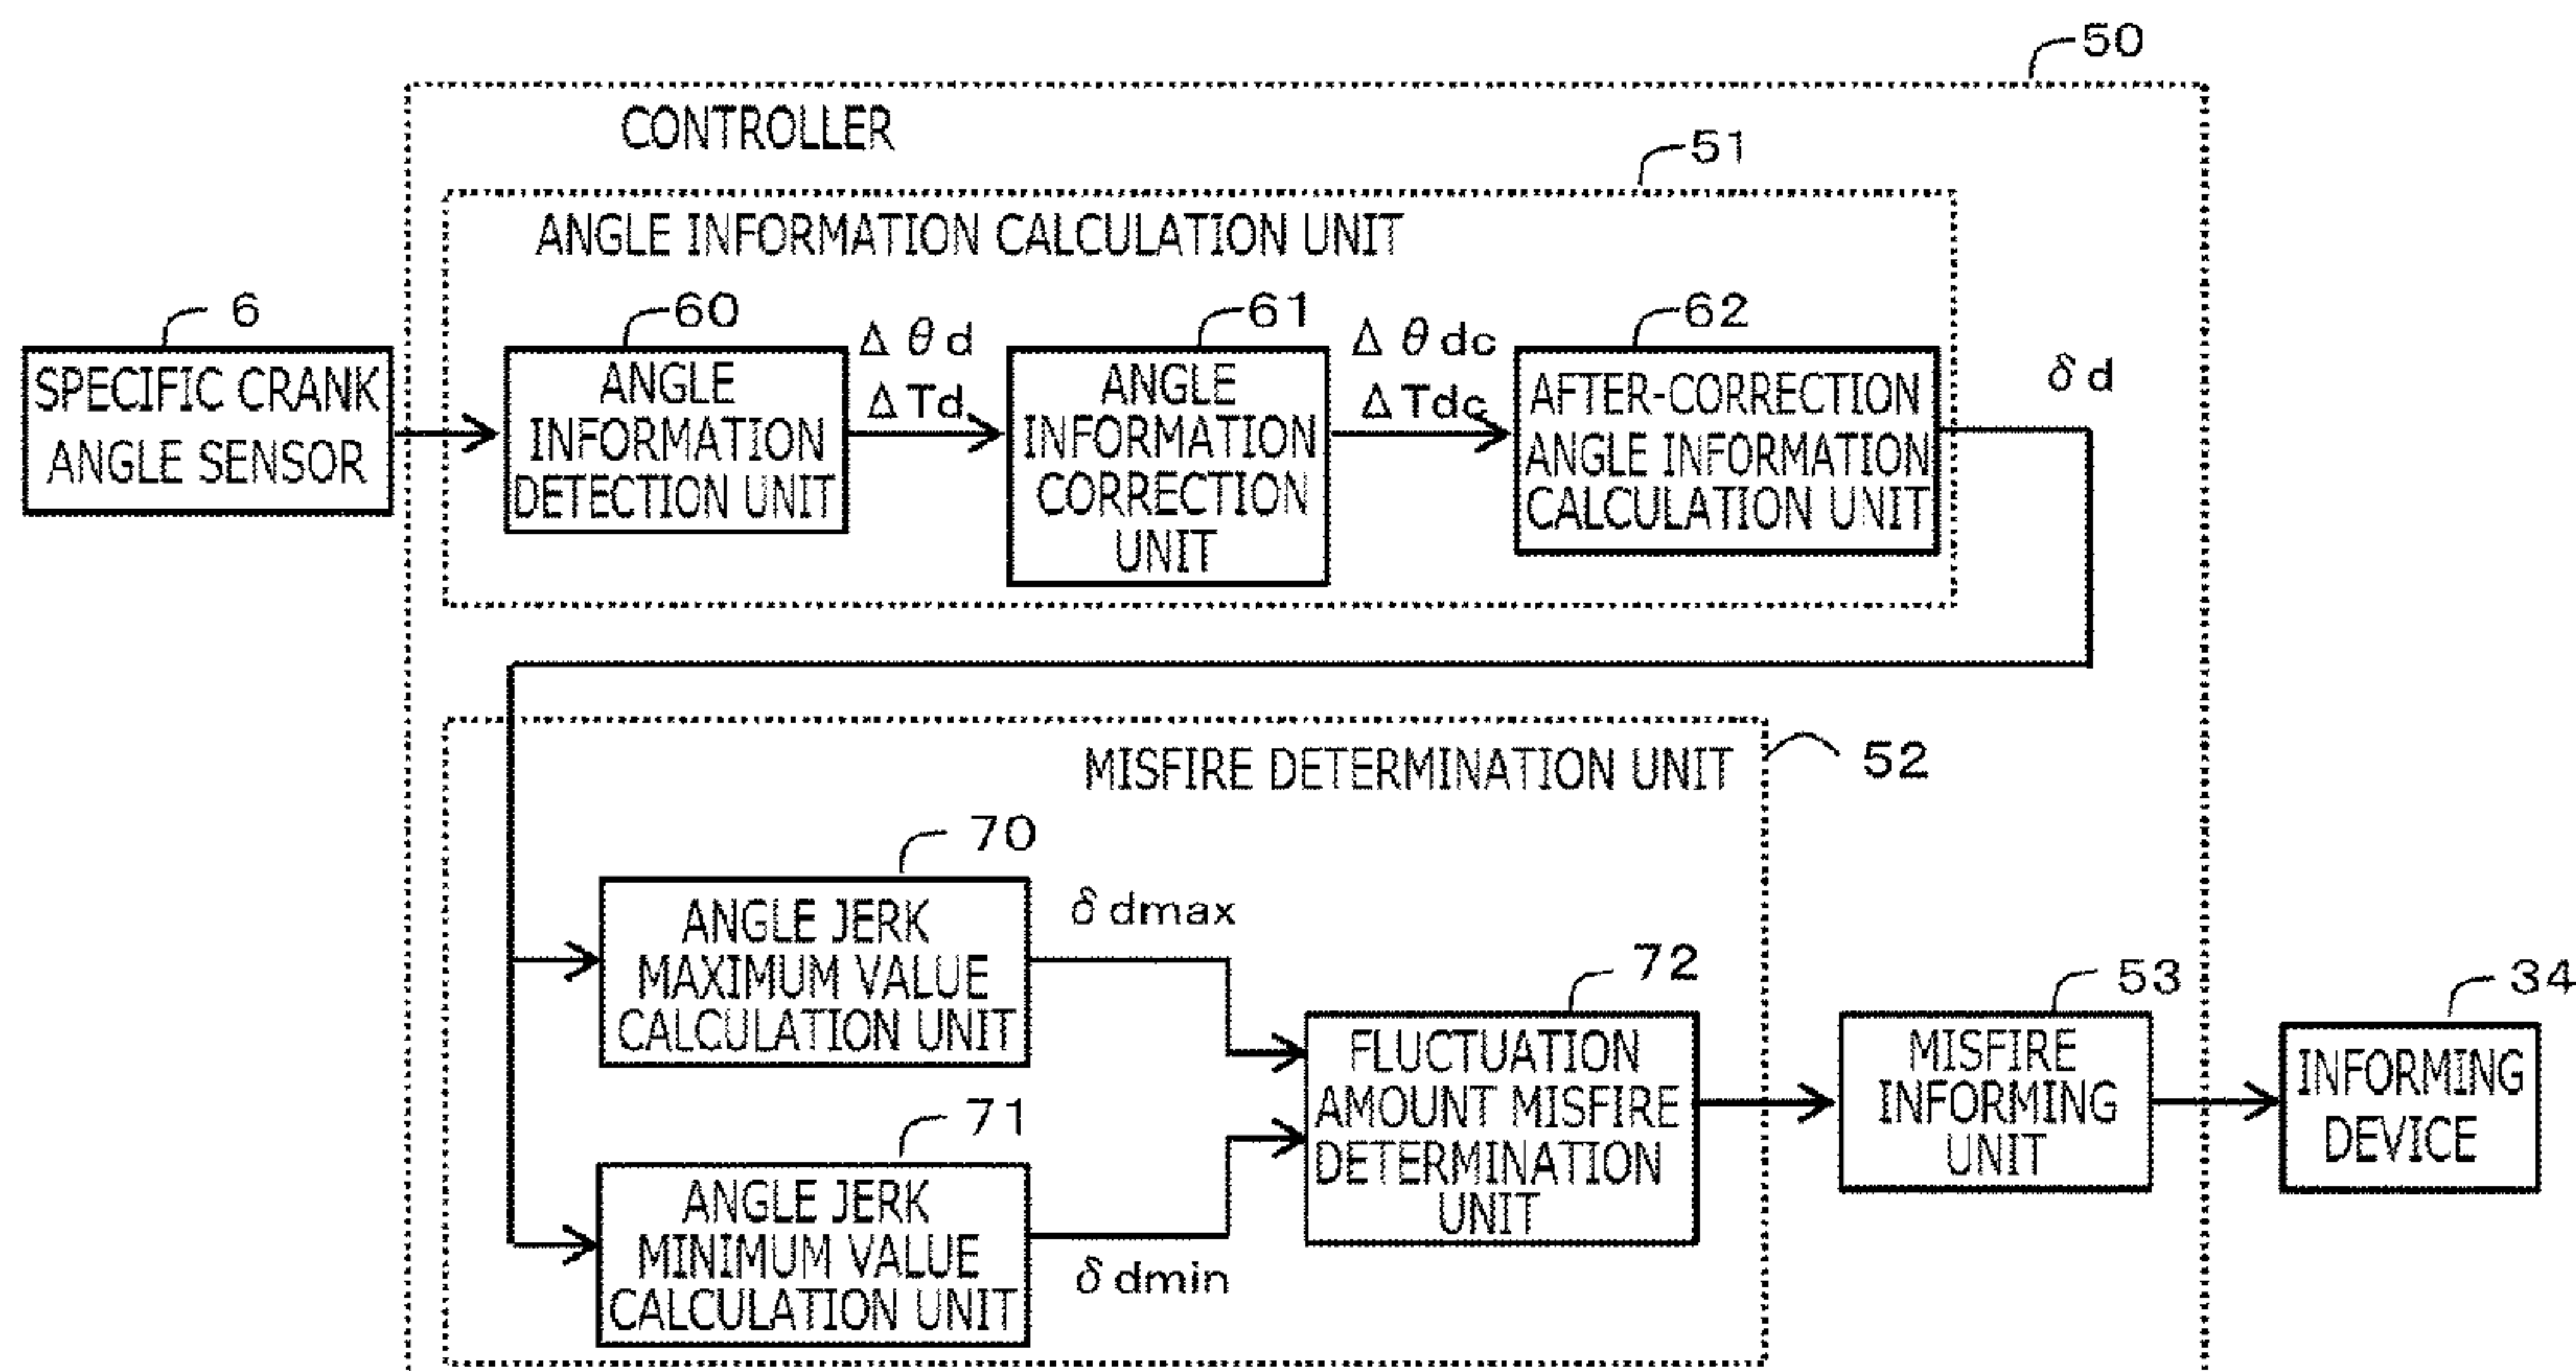 50
CONTROLLER
51
ANGLE INFORMATION CALCULATION UNIT
6
SPECIFIC CRANK
ANGLE SENSOR
60
ANGLE
INFORMATION
DETECTION UNIT
Δθd
ΔTd
61
ANGLE
INFORMATION
CORRECTION
UNIT
Δθdc
ΔTdc
62
AFTER-CORRECTION
ANGLE INFORMATION
CALCULATION UNIT
δd
MISFIRE DETERMINATION UNIT
52
70
ANGLE JERK
MAXIMUM VALUE
CALCULATION UNIT
δdmax
71
ANGLE JERK
MINIMUM VALUE
CALCULATION UNIT
δdmin
72
FLUCTUATION
AMOUNT MISFIRE
DETERMINATION
UNIT
53
MISFIRE
INFORMING
UNIT
34
INFORMING
DEVICE